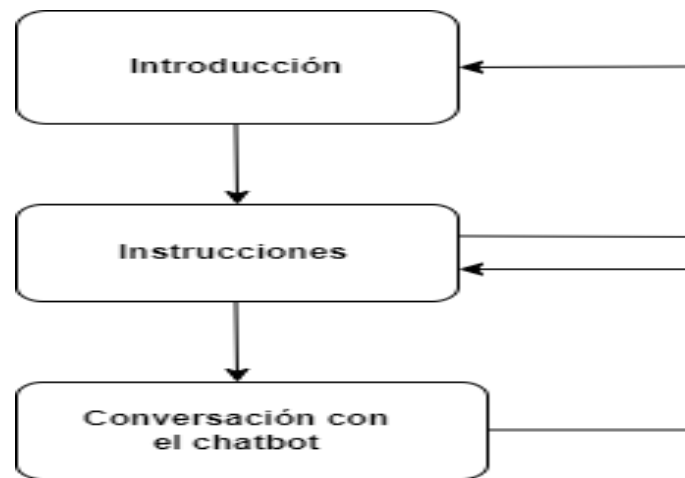 Introducción
Instrucciones
Conversación con
el chatbot